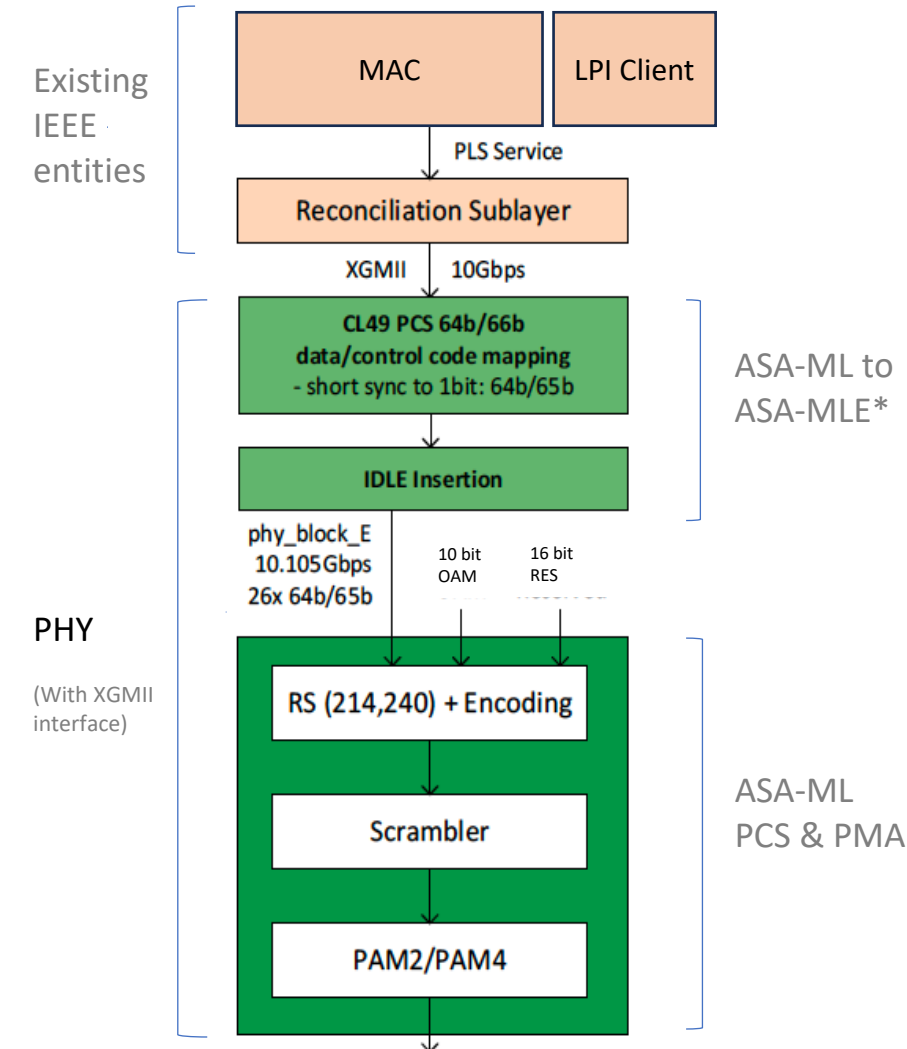 MAC
LPI Client
Existing
IEEE
entities
PLS Service
Reconciliation Sublayer
XGMII
10Gbps
CL49 PCS 64b/66b
data/control code mapping
- short sync to 1bit: 64b/65b
ASA-ML to
ASA-MLE*
IDLE Insertion
phy_block_E
10.105Gbps
26x 64b/65b
10 bit
OAM
16 bit
RES
PHY
(With XGMII
interface)
RS (214,240) + Encoding
Scrambler
PAM2/PAM4
ASA-ML
PCS & PMA